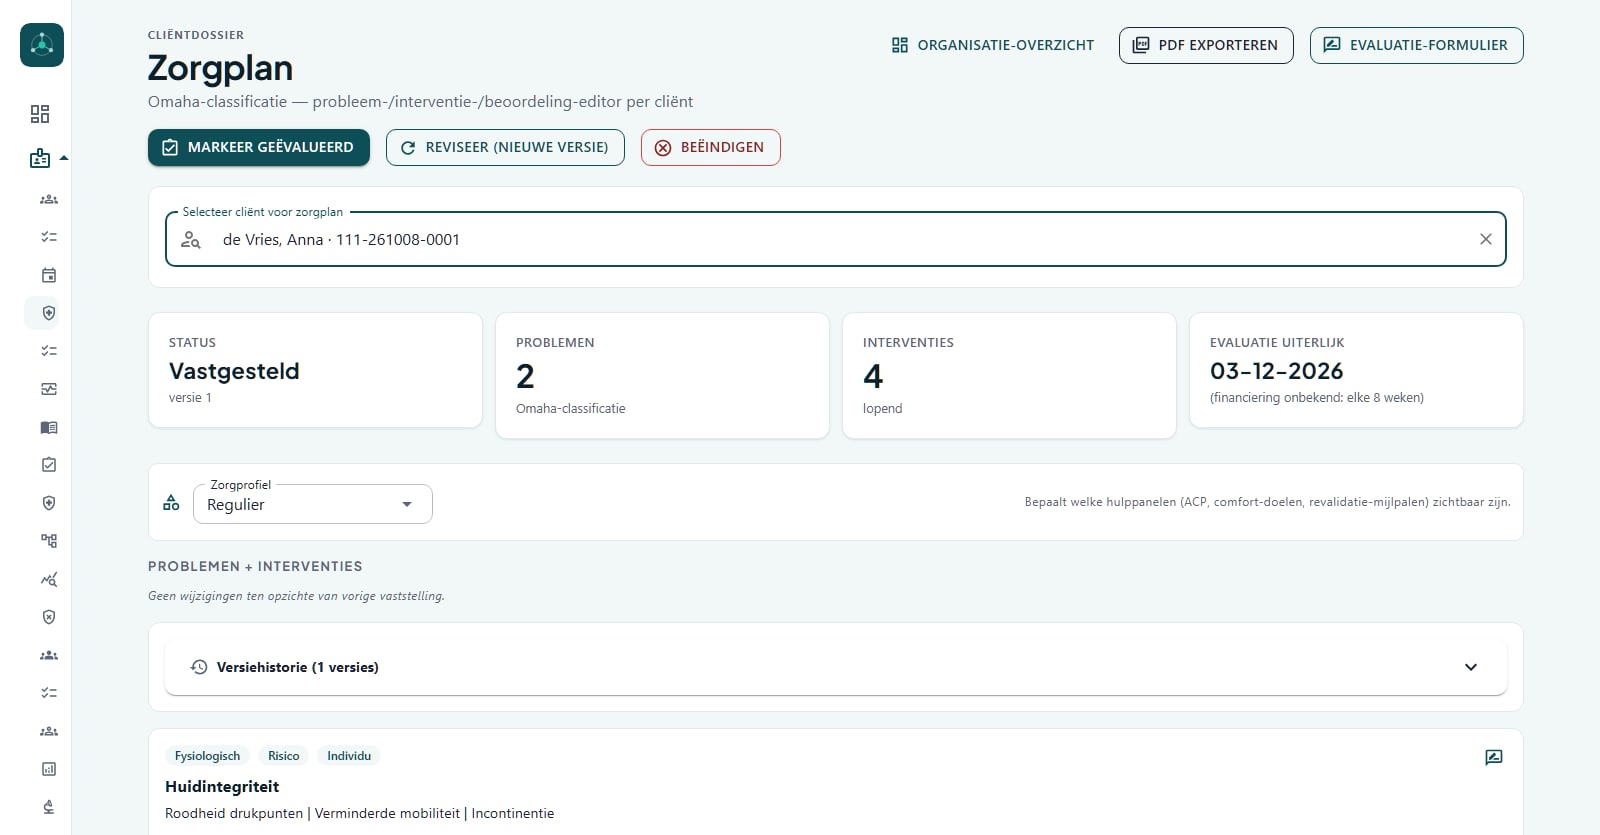 CLIËNTDOSSIER
Zorgplan
Omaha-classificatie — probleem-/interventie-/beoordeling-editor per cliënt
ORGANISATIE-OVERZICHT
PDF EXPORTEREN
EVALUATIE-FORMULIER
MARKEER GEËVALUEERD
REVISEER (NIEUWE VERSIE)
BEËINDIGEN
Selecteer cliënt voor zorgplan
de Vries, Anna · 111-261008-0001
STATUS
Vastgesteld
versie 1
PROBLEMEN
2
Omaha-classificatie
INTERVENTIES
4
lopend
EVALUATIE UITERLIJK
03-12-2026
(financiering onbekend: elke 8 weken)
Zorgprofiel
Regulier
Bepaalt welke hulppanelen (ACP, comfort-doelen, revalidatie-mijlpalen) zichtbaar zijn.
PROBLEMEN + INTERVENTIES
Geen wijzigingen ten opzichte van vorige vaststelling.
Versiehistorie (1 versies)
Fysiologisch
Risico
Individu
Huidintegriteit
Roodheid drukpunten | Verminderde mobiliteit | Incontinentie